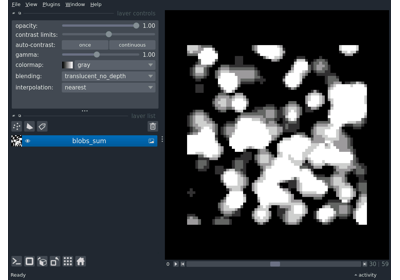 File View Plugins Window Help
layer controls
opacity: 1.00
contrast limits:
auto-contrast: once continuous
gamma: 1.00
colormap: gray
blending: translucent_no_depth
interpolation: nearest
layer list
blobs_sum
30 59
Ready
activity